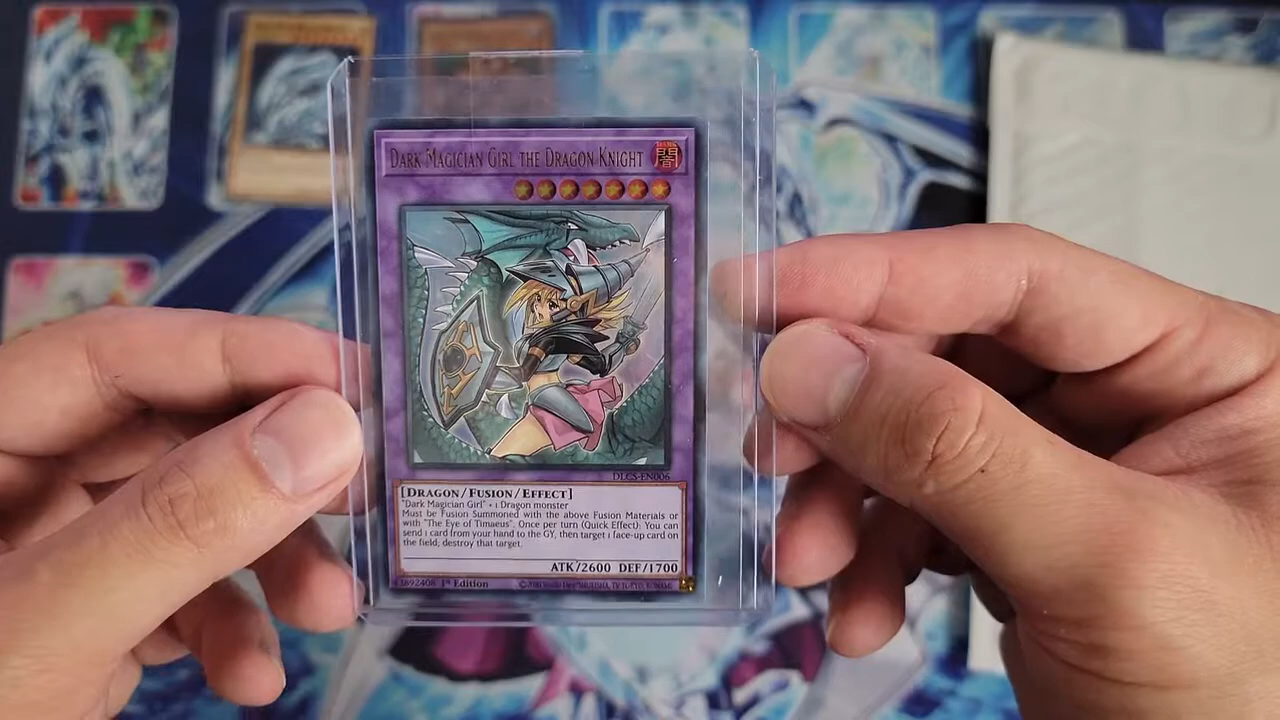 DARK MAGICIAN GIRL THE DRAGON KNIGHT
DARK
闇
DLCS-EN006
[DRAGON/FUSION/EFFECT]
"Dark Magician Girl" + 1 Dragon monster
Must be Fusion Summoned with the above Fusion Materials or
with "The Eye of Timaeus". Once per turn (Quick Effect): You can
send 1 card from your hand to the GY, then target 1 face-up card on
the field; destroy that target.
ATK/2600 DEF/1700
1st Edition